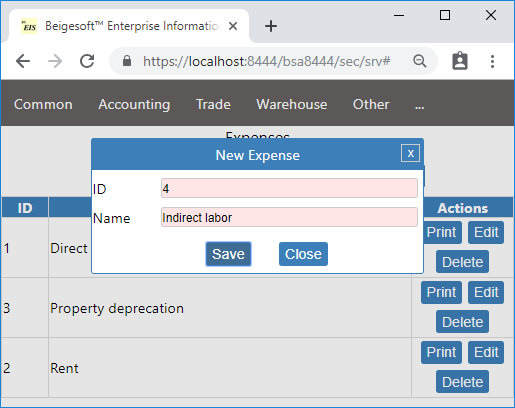 EIS
Beigesoft™ Enterprise Informatio
https://localhost:8444/bsa8444/sec/srv#
Common Accounting Trade Warehouse Other ...
Expenses
New Expense x
ID 4
Name Indirect labor
Save Close
ID Actions
1 Direct Print Edit
Delete
3 Property deprecation Print Edit
Delete
2 Rent Print Edit
Delete